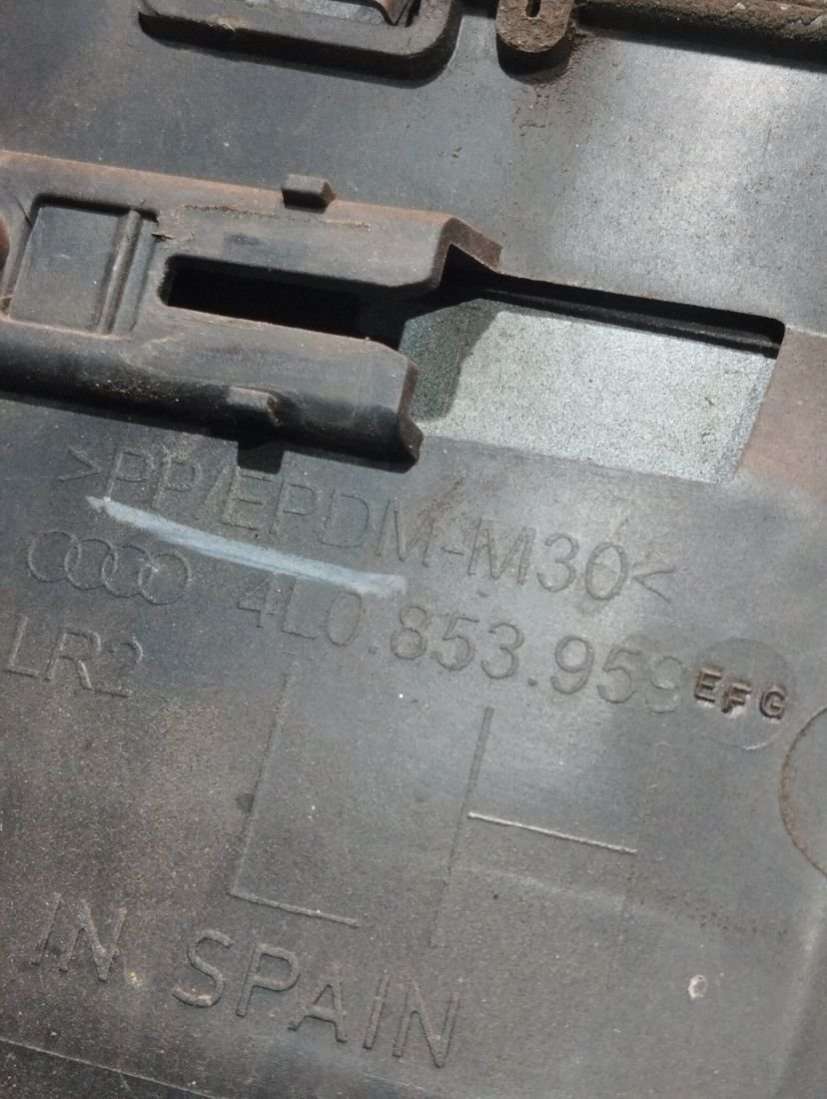 >PP/EPDM-M30<
4L0.853.959 EFG
LR2
IN SPAIN